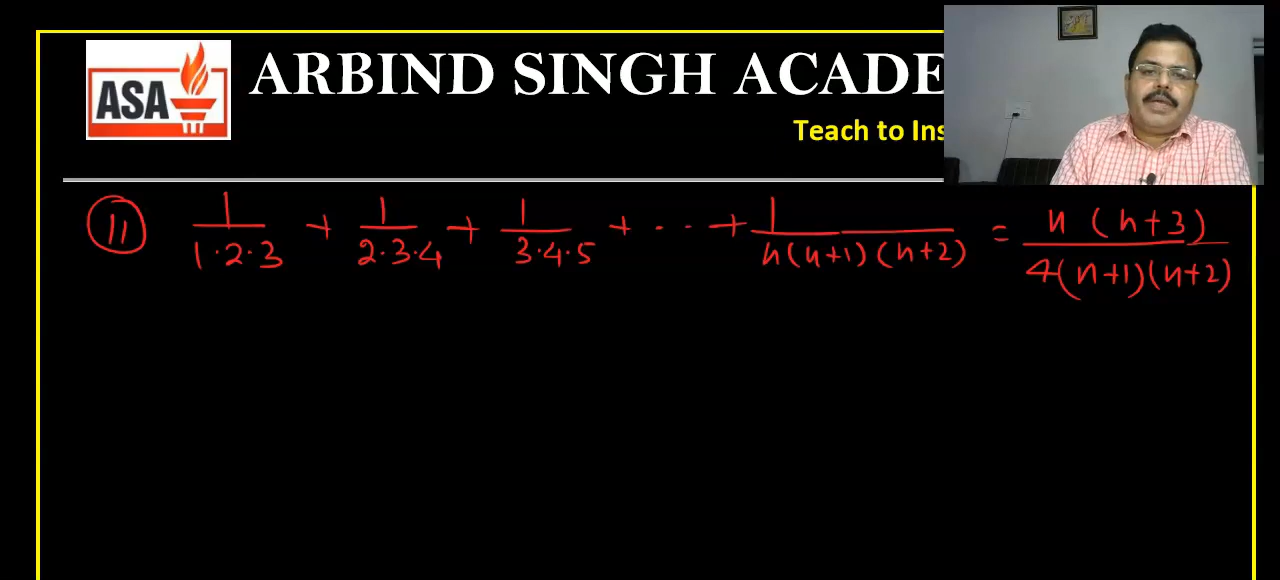 ASA
ARBIND SINGH ACADE
Teach to Ins
11 1/(1·2·3) + 1/(2·3·4) + 1/(3·4·5) + ··· + 1/(n(n+1)(n+2)) = n(n+3)/(4(n+1)(n+2))